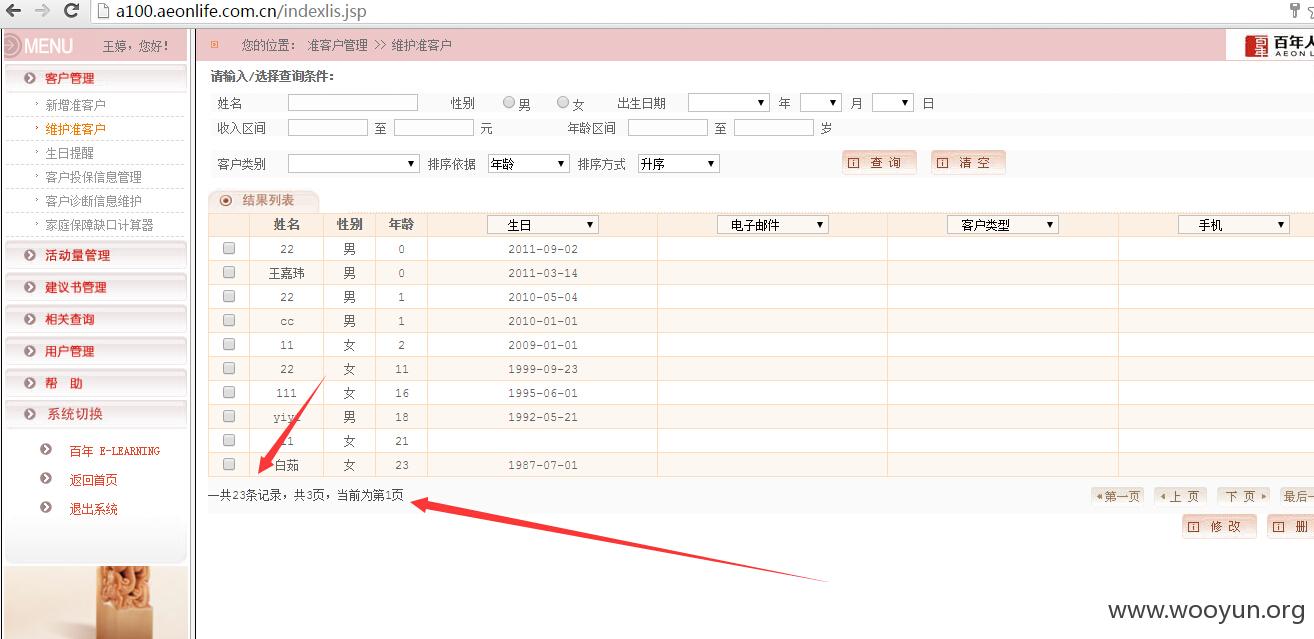 a100.aeonlife.com.cn/indexlis.jsp
MENU 王婷，您好！
您的位置： 准客户管理 >> 维护准客户
百年人
AEON L
客户管理
新增准客户
维护准客户
生日提醒
客户投保信息管理
客户诊断信息维护
家庭保障缺口计算器
活动量管理
建议书管理
相关查询
用户管理
帮 助
系统切换
百年 E-LEARNING
返回首页
退出系统
请输入/选择查询条件：
姓名 性别 男 女 出生日期 年 月 日
收入区间 至 元 年龄区间 至 岁
客户类别 排序依据 年龄 排序方式 升序 查 询 清 空
结果列表
姓名 性别 年龄 生日 电子邮件 客户类型 手机
22 男 0 2011-09-02
王嘉玮 男 0 2011-03-14
22 男 1 2010-05-04
cc 男 1 2010-01-01
11 女 2 2009-01-01
22 女 11 1999-09-23
111 女 16 1995-06-01
男 18 1992-05-21
女 21
白茹 女 23 1987-07-01
一共23条记录，共3页，当前为第1页 第一页 上 页 下 页 最后一
修 改 删
www.wooyun.org